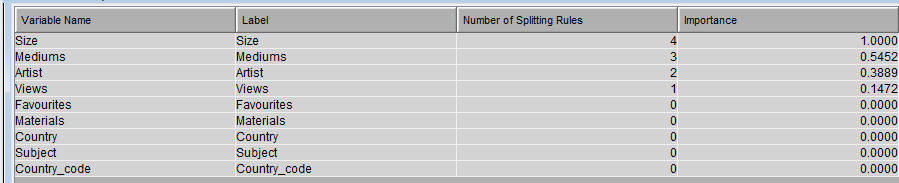 Variable Name Label Number of Splitting Rules Importance
Size Size 4 1.0000
Mediums Mediums 3 0.5452
Artist Artist 2 0.3889
Views Views 1 0.1472
Favourites Favourites 0 0.0000
Materials Materials 0 0.0000
Country Country 0 0.0000
Subject Subject 0 0.0000
Country_code Country_code 0 0.0000